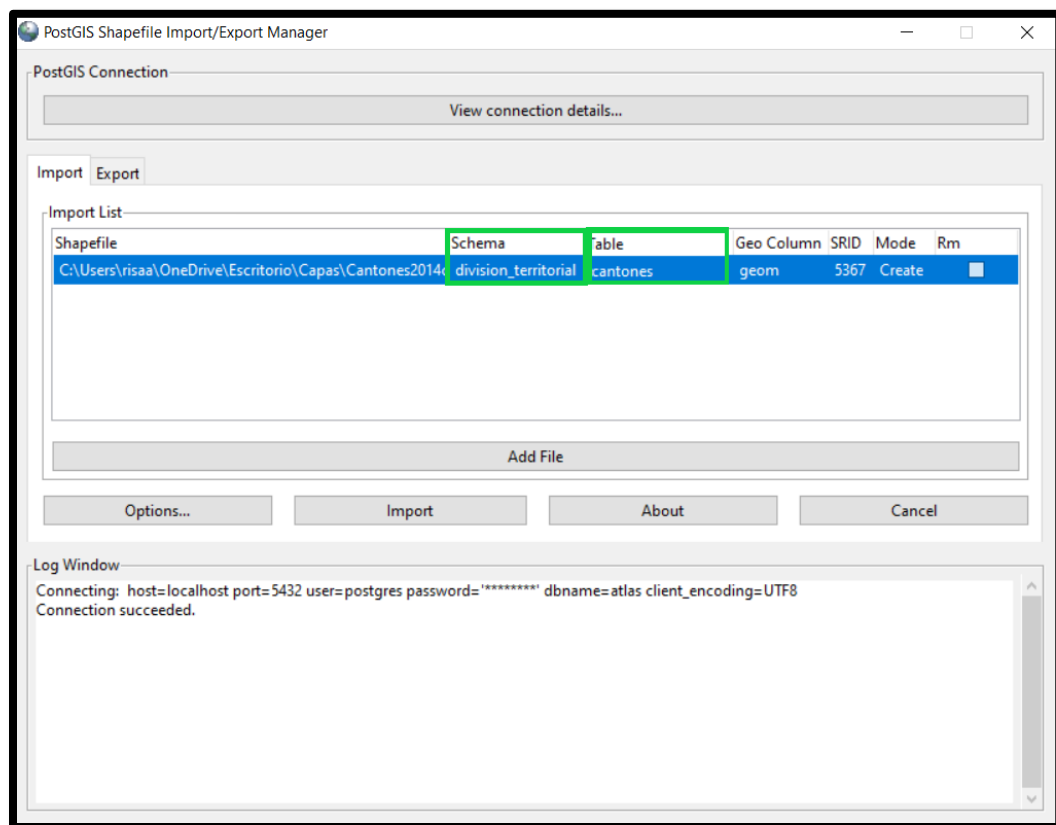 PostGIS Shapefile Import/Export Manager
PostGIS Connection
View connection details...
Import Export
Import List
Shapefile Schema Table Geo Column SRID Mode Rm
C:\Users\risaa\OneDrive\Escritorio\Capas\Cantones2014 division_territorial cantones geom 5367 Create
Add File
Options... Import About Cancel
Log Window
Connecting: host=localhost port=5432 user=postgres password='********' dbname=atlas client_encoding=UTF8
Connection succeeded.